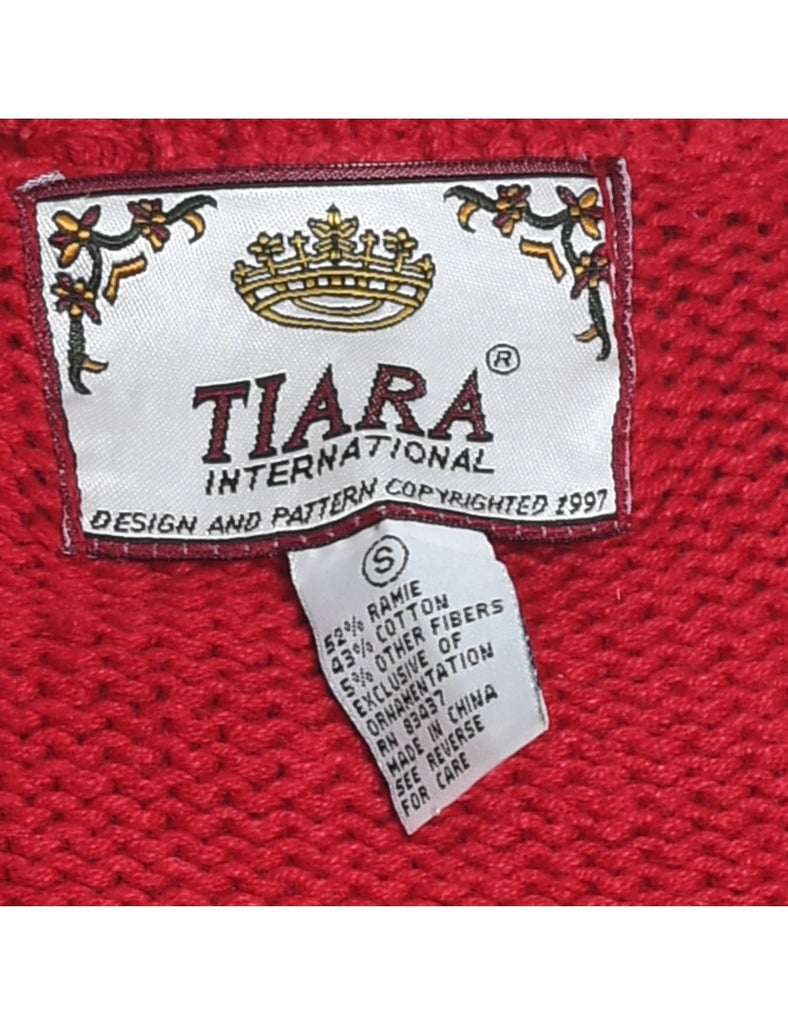 TIARA®
INTERNATIONAL
DESIGN AND PATTERN COPYRIGHTED 1997
S
52% RAMIE
43% COTTON
5% OTHER FIBERS
EXCLUSIVE OF
ORNAMENTATION
RN 83437
MADE IN CHINA
SEE REVERSE
FOR CARE